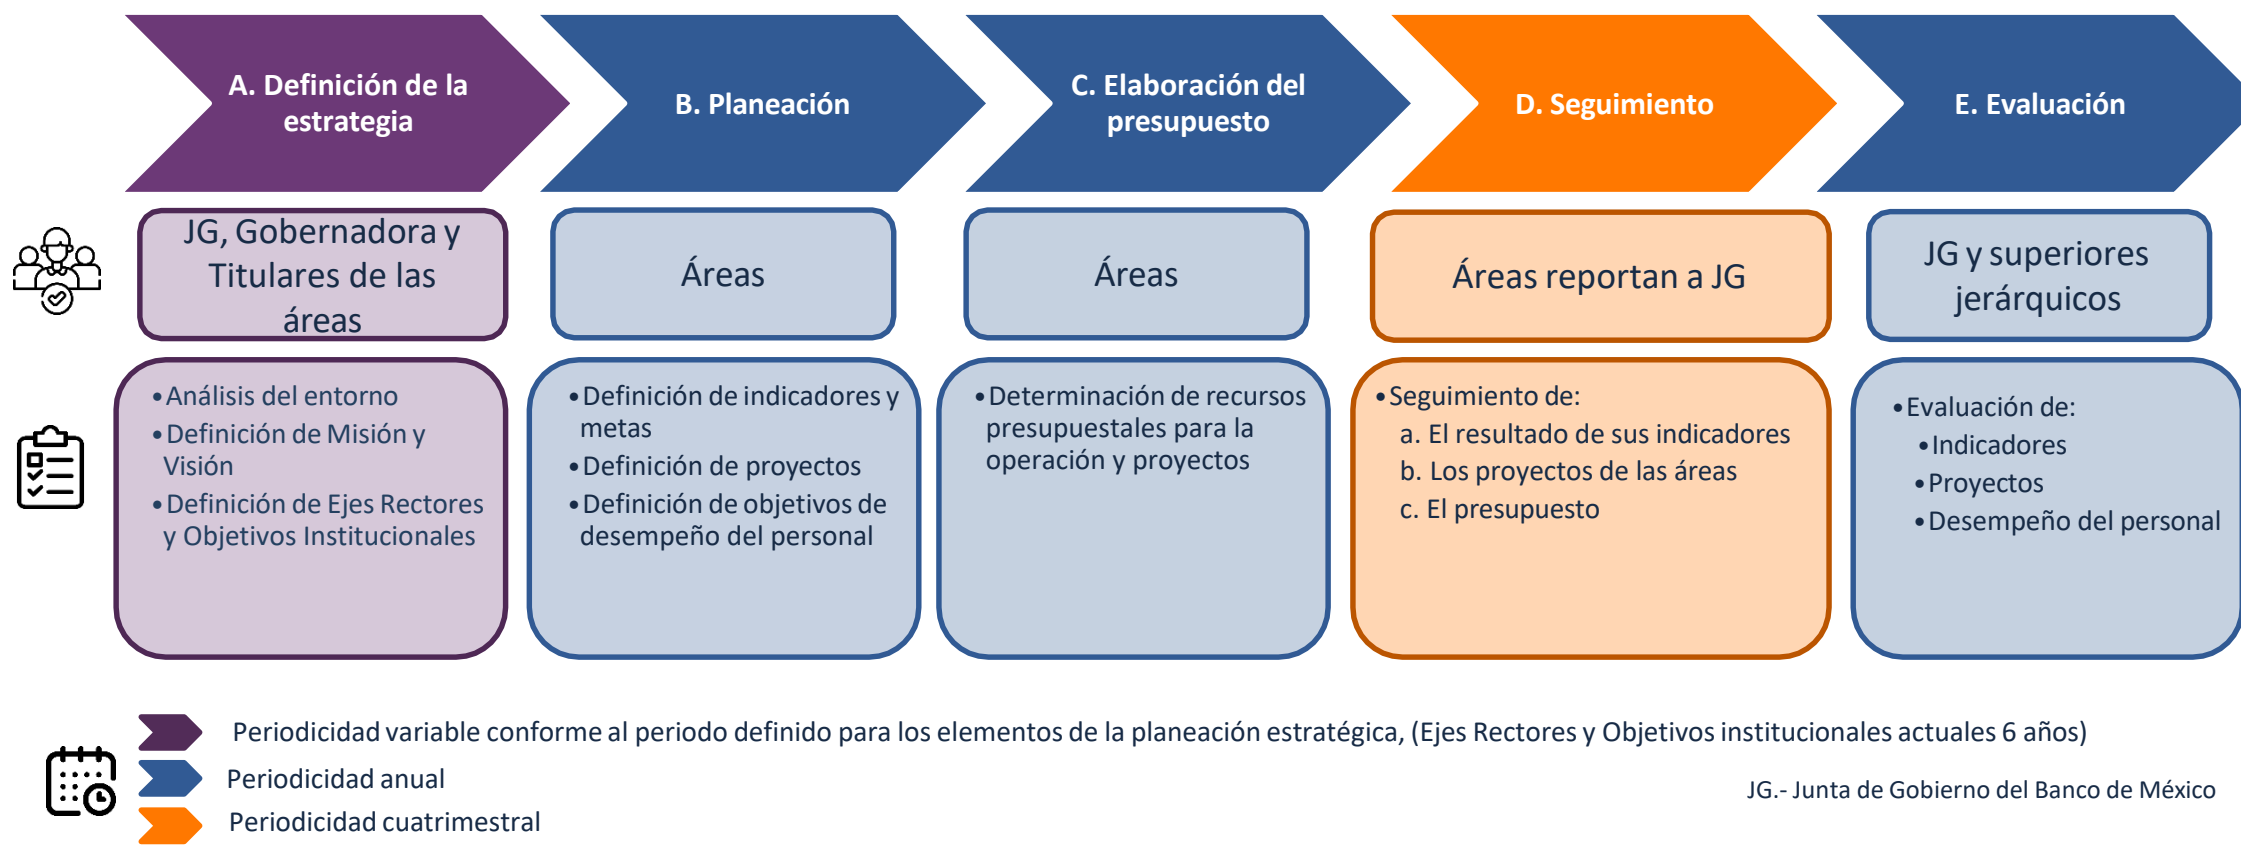 A. Definición de la
estrategia
B. Planeación
C. Elaboración del
presupuesto
D. Seguimiento
E. Evaluación
JG, Gobernadora y
Titulares de las
áreas
Áreas
Áreas
Áreas reportan a JG
JG y superiores
jerárquicos
•Análisis del entorno
•Definición de Misión y
Visión
•Definición de Ejes Rectores
y Objetivos Institucionales
•Definición de indicadores y
metas
•Definición de proyectos
•Definición de objetivos de
desempeño del personal
•Determinación de recursos
presupuestales para la
operación y proyectos
•Seguimiento de:
a. El resultado de sus indicadores
b. Los proyectos de las áreas
c. El presupuesto
•Evaluación de:
•Indicadores
•Proyectos
•Desempeño del personal
Periodicidad variable conforme al periodo definido para los elementos de la planeación estratégica, (Ejes Rectores y Objetivos institucionales actuales 6 años)
Periodicidad anual
Periodicidad cuatrimestral
JG.- Junta de Gobierno del Banco de México